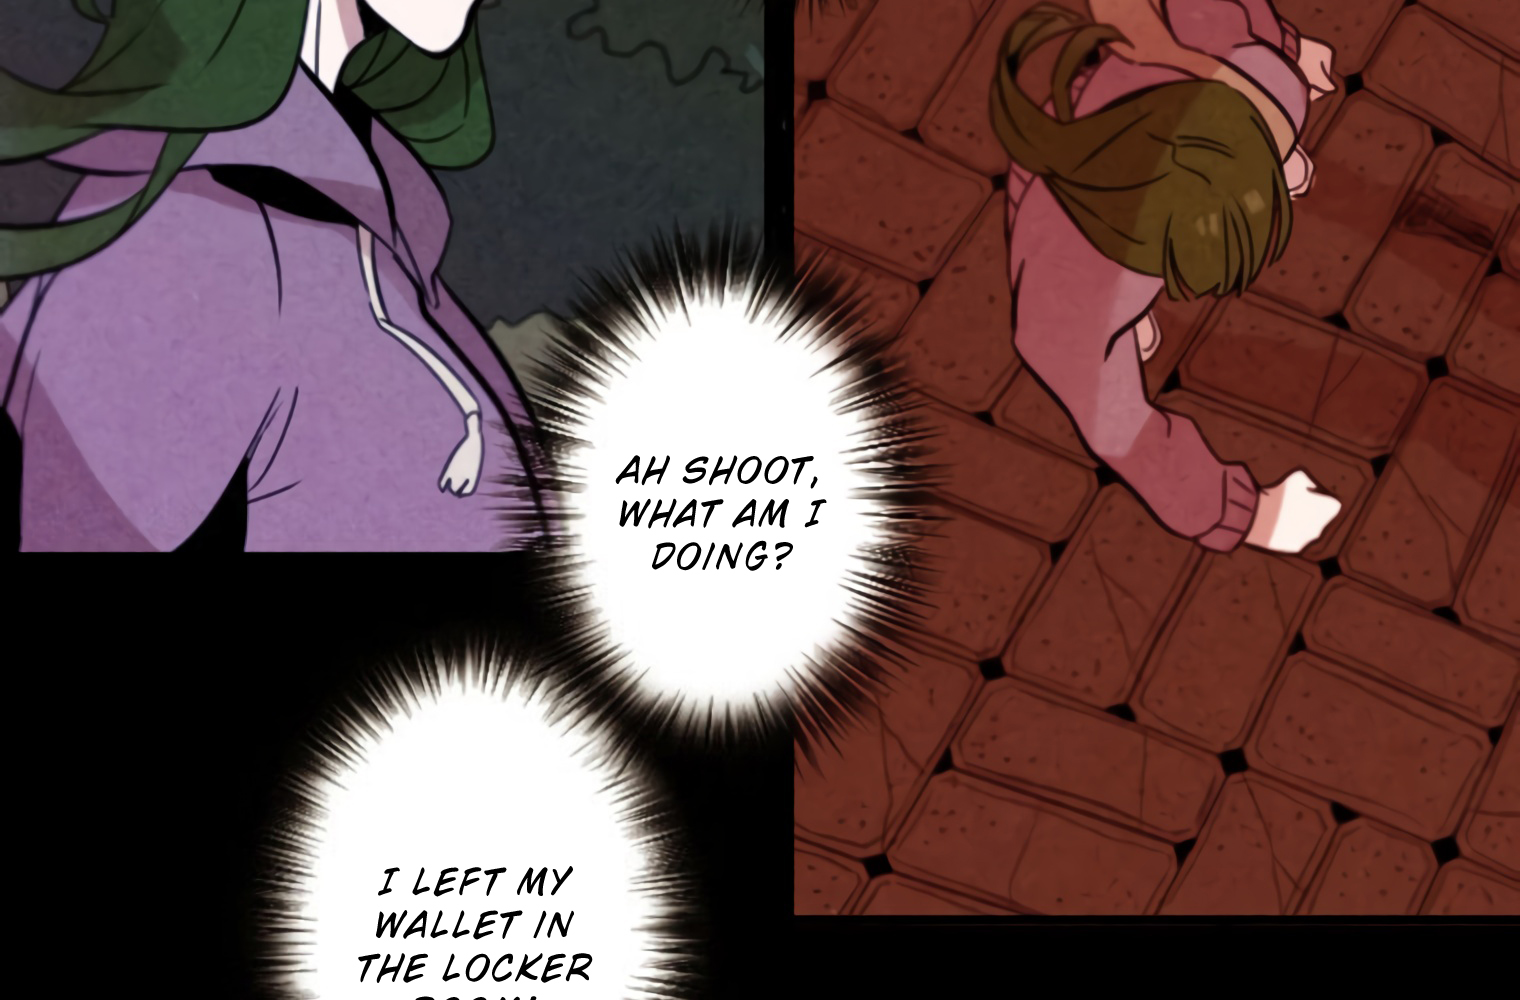 AH SHOOT,
WHAT AM I
DOING?
I LEFT MY
WALLET IN
THE LOCKER